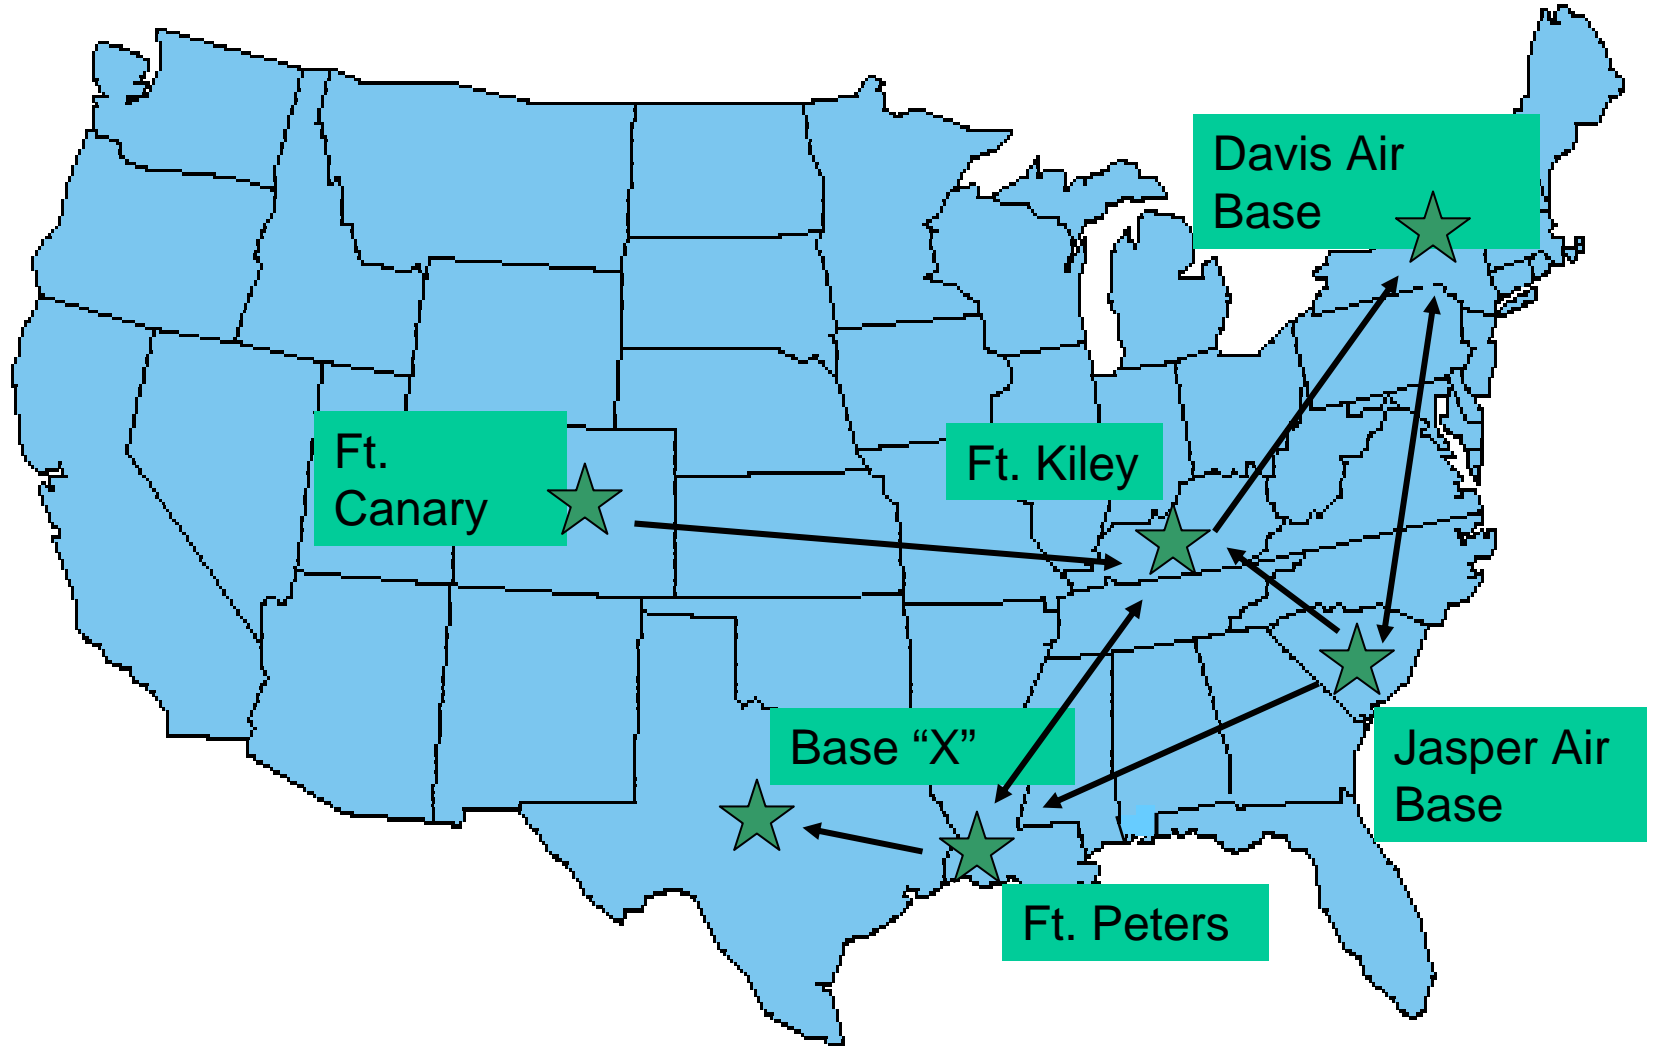 Davis Air
Base
Ft.
Canary
Ft. Kiley
Base “X”
Jasper Air
Base
Ft. Peters